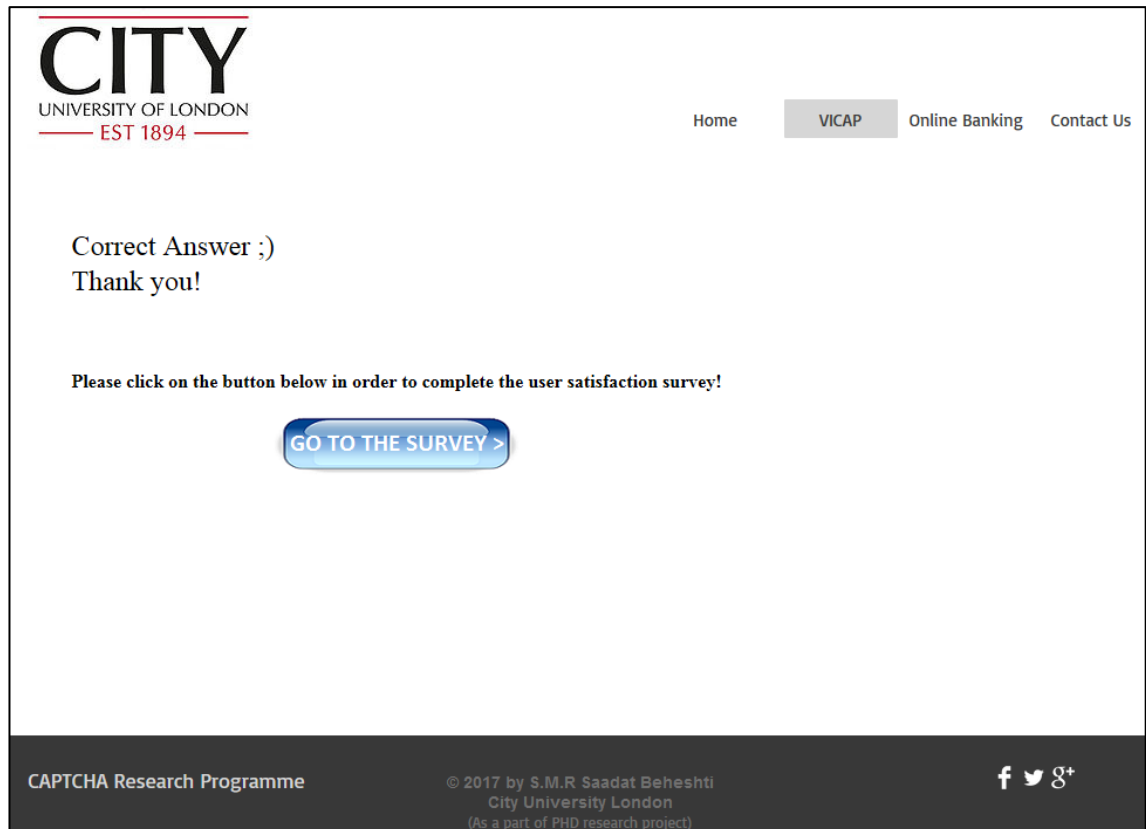 CITY
UNIVERSITY OF LONDON
EST 1894
Home VICAP Online Banking Contact Us
Correct Answer ;)
Thank you!
Please click on the button below in order to complete the user satisfaction survey!
GO TO THE SURVEY >
CAPTCHA Research Programme
© 2017 by S.M.R Saadat Beheshti
City University London
(As a part of PHD research project)